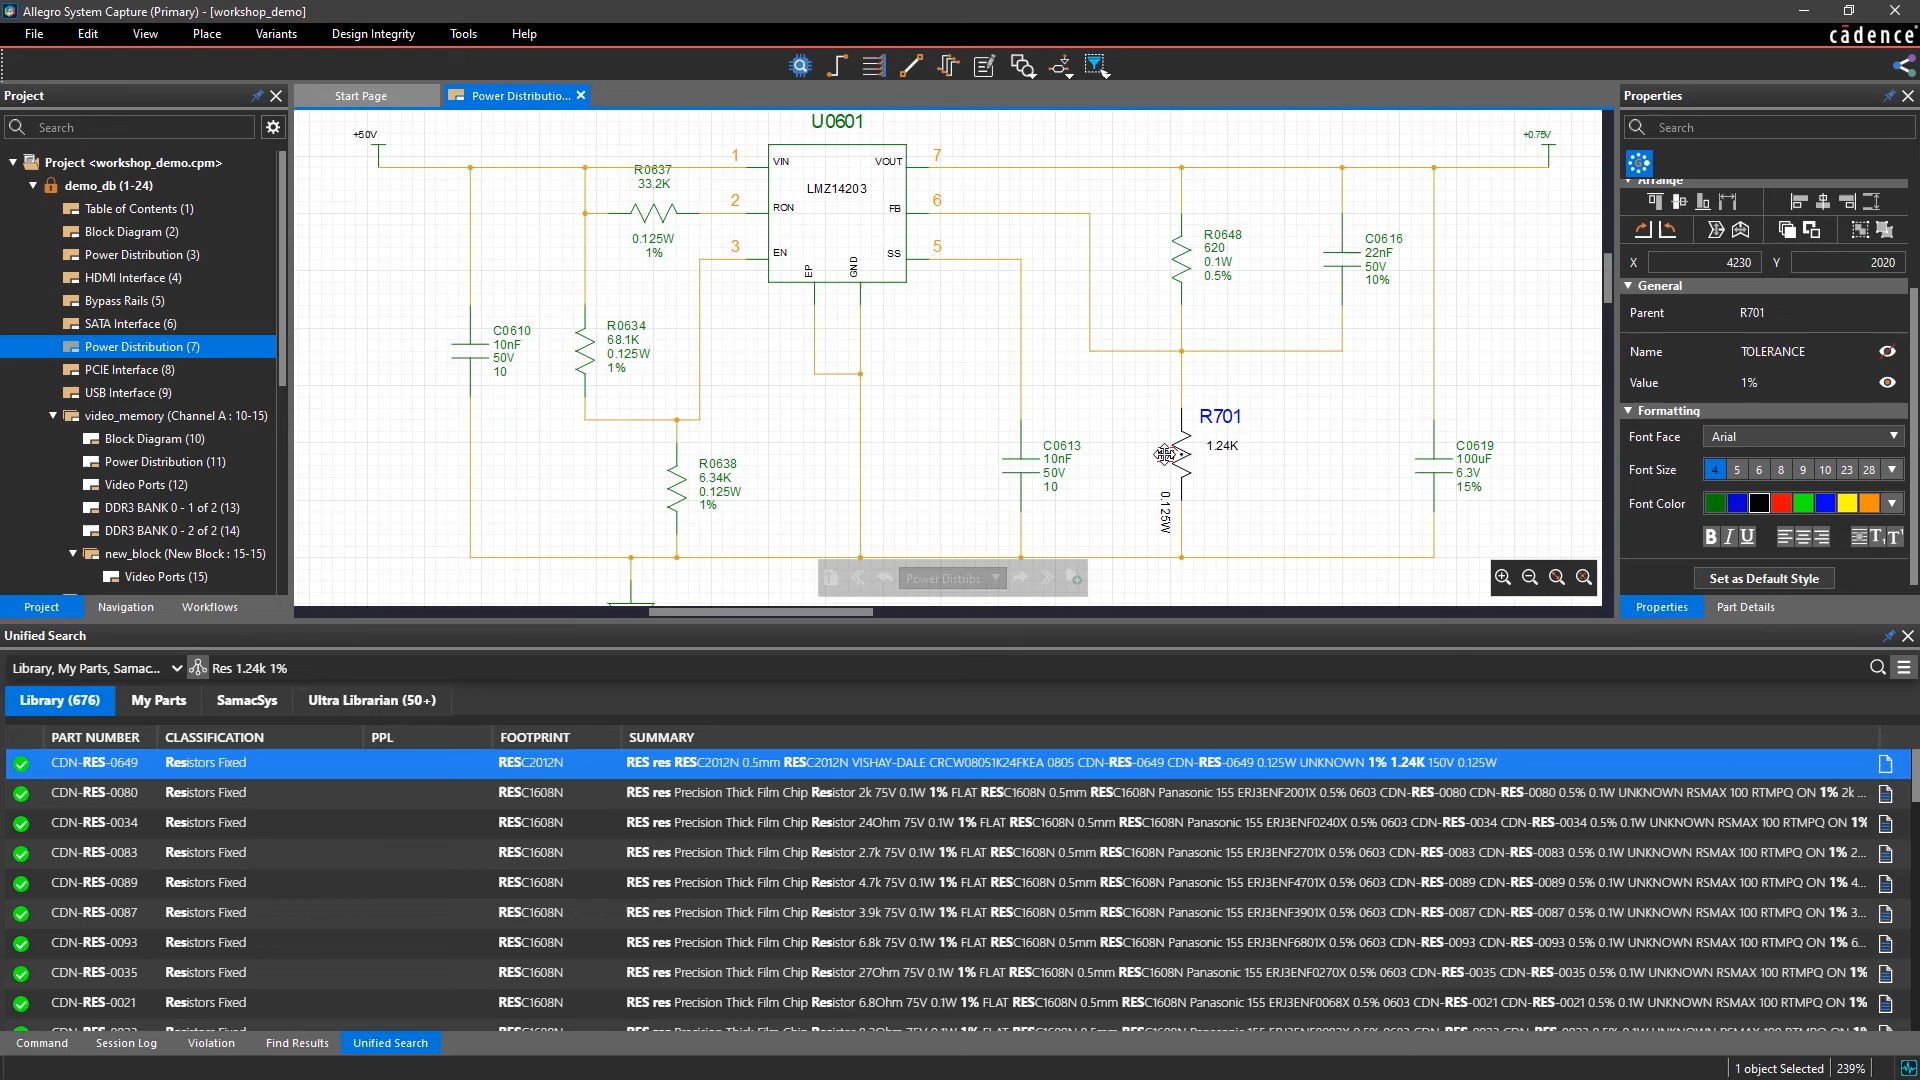 Allegro System Capture (Primary) - [workshop_demo]
File Edit View Place Variants Design Integrity Tools Help
cādence
Project
Start Page
Power Distributio...
Properties
Search
Search
Project <workshop_demo.cpm>
demo_db (1-24)
Table of Contents (1)
Block Diagram (2)
Power Distribution (3)
HDMI Interface (4)
Bypass Rails (5)
SATA Interface (6)
Power Distribution (7)
PCIE Interface (8)
USB Interface (9)
video_memory (Channel A : 10-15)
Block Diagram (10)
Power Distribution (11)
Video Ports (12)
DDR3 BANK 0 - 1 of 2 (13)
DDR3 BANK 0 - 2 of 2 (14)
new_block (New Block : 15-15)
Video Ports (15)
Project Navigation Workflows
U0601
+5.0V
+0.75V
1
2
3
7
6
5
VIN
VOUT
LMZ14203
RON
FB
EN
SS
EP
GND
R0637
33.2K
0.125W
1%
R0648
620
0.1W
0.5%
C0616
22nF
50V
10%
C0610
10nF
50V
10
R0634
68.1K
0.125W
1%
R0638
6.34K
0.125W
1%
C0613
10nF
50V
10
R701
1.24K
0.125W
C0619
100uF
6.3V
15%
Power Distribc
Arrange
X 4230 Y 2020
General
Parent R701
Name TOLERANCE
Value 1%
Formatting
Font Face Arial
Font Size 4 5 6 8 9 10 23 28
Font Color
B I U
Set as Default Style
Properties Part Details
Unified Search
Library, My Parts, Samac... Res 1.24k 1%
Library (676) My Parts SamacSys Ultra Librarian (50+)
PART NUMBER CLASSIFICATION PPL FOOTPRINT SUMMARY
CDN-RES-0649 Resistors Fixed RESC2012N RES res RESC2012N 0.5mm RESC2012N VISHAY-DALE CRCW08051K24FKEA 0805 CDN-RES-0649 CDN-RES-0649 0.125W UNKNOWN 1% 1.24K 150V 0.125W
CDN-RES-0080 Resistors Fixed RESC1608N RES res Precision Thick Film Chip Resistor 2k 75V 0.1W 1% FLAT RESC1608N 0.5mm RESC1608N Panasonic 155 ERJ3ENF2001X 0.5% 0603 CDN-RES-0080 CDN-RES-0080 0.5% 0.1W UNKNOWN RSMAX 100 RTMPQ ON 1% 2k ...
CDN-RES-0034 Resistors Fixed RESC1608N RES res Precision Thick Film Chip Resistor 24Ohm 75V 0.1W 1% FLAT RESC1608N 0.5mm RESC1608N Panasonic 155 ERJ3ENF0240X 0.5% 0603 CDN-RES-0034 CDN-RES-0034 0.5% 0.1W UNKNOWN RSMAX 100 RTMPQ ON 1%
CDN-RES-0083 Resistors Fixed RESC1608N RES res Precision Thick Film Chip Resistor 2.7k 75V 0.1W 1% FLAT RESC1608N 0.5mm RESC1608N Panasonic 155 ERJ3ENF2701X 0.5% 0603 CDN-RES-0083 CDN-RES-0083 0.5% 0.1W UNKNOWN RSMAX 100 RTMPQ ON 1% 2...
CDN-RES-0089 Resistors Fixed RESC1608N RES res Precision Thick Film Chip Resistor 4.7k 75V 0.1W 1% FLAT RESC1608N 0.5mm RESC1608N Panasonic 155 ERJ3ENF4701X 0.5% 0603 CDN-RES-0089 CDN-RES-0089 0.5% 0.1W UNKNOWN RSMAX 100 RTMPQ ON 1% 4...
CDN-RES-0087 Resistors Fixed RESC1608N RES res Precision Thick Film Chip Resistor 3.9k 75V 0.1W 1% FLAT RESC1608N 0.5mm RESC1608N Panasonic 155 ERJ3ENF3901X 0.5% 0603 CDN-RES-0087 CDN-RES-0087 0.5% 0.1W UNKNOWN RSMAX 100 RTMPQ ON 1% 3...
CDN-RES-0093 Resistors Fixed RESC1608N RES res Precision Thick Film Chip Resistor 6.8k 75V 0.1W 1% FLAT RESC1608N 0.5mm RESC1608N Panasonic 155 ERJ3ENF6801X 0.5% 0603 CDN-RES-0093 CDN-RES-0093 0.5% 0.1W UNKNOWN RSMAX 100 RTMPQ ON 1% 6...
CDN-RES-0035 Resistors Fixed RESC1608N RES res Precision Thick Film Chip Resistor 27Ohm 75V 0.1W 1% FLAT RESC1608N 0.5mm RESC1608N Panasonic 155 ERJ3ENF0270X 0.5% 0603 CDN-RES-0035 CDN-RES-0035 0.5% 0.1W UNKNOWN RSMAX 100 RTMPQ ON 1%
CDN-RES-0021 Resistors Fixed RESC1608N RES res Precision Thick Film Chip Resistor 6.8Ohm 75V 0.1W 1% FLAT RESC1608N 0.5mm RESC1608N Panasonic 155 ERJ3ENF0068X 0.5% 0603 CDN-RES-0021 CDN-RES-0021 0.5% 0.1W UNKNOWN RSMAX 100 RTMPQ ON 1%
Command Session Log Violation Find Results Unified Search
1 object Selected 239%